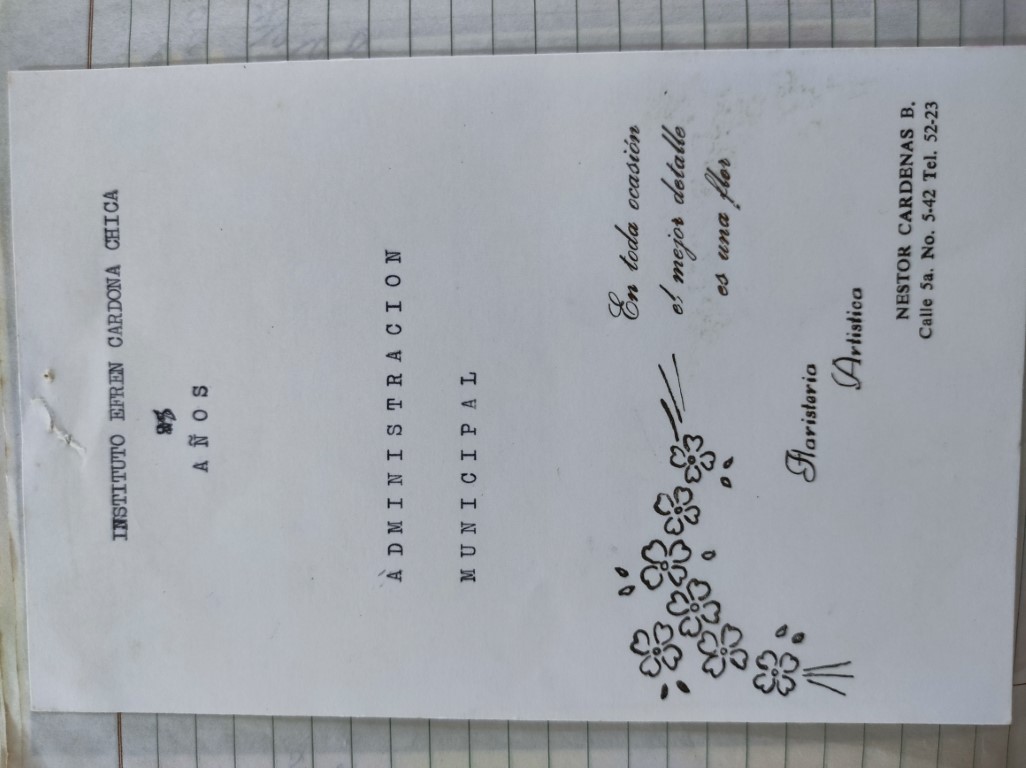 INSTITUTO EFREN CARDONA CHICA
25
AÑOS
ADMINISTRACION
MUNICIPAL
En toda ocasión
el mejor detalle
es una flor
Floristeria
Artistica
NESTOR CARDENAS B.
Calle 5a. No. 5-42 Tel. 52-23